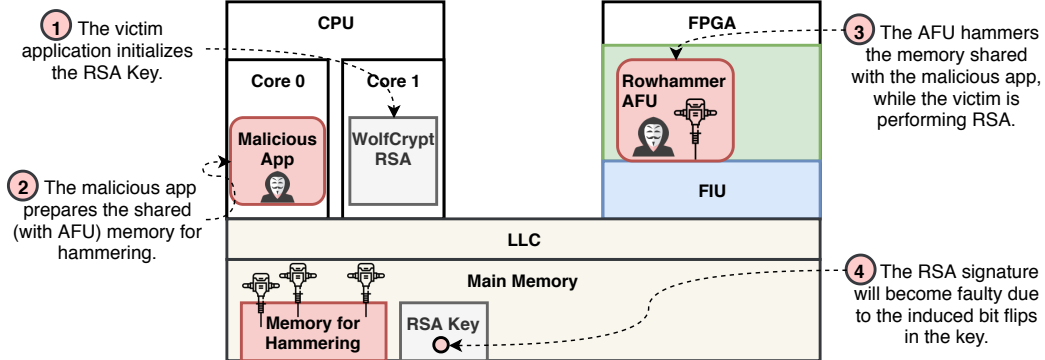 1 The victim
application initializes
the RSA Key.
2 The malicious app
prepares the shared
(with AFU) memory for
hammering.
CPU
Core 0
Core 1
Malicious
App
WolfCrypt
RSA
FPGA
Rowhammer
AFU
FIU
LLC
Main Memory
Memory for
Hammering
RSA Key
3 The AFU hammers
the memory shared
with the malicious app,
while the victim is
performing RSA.
4 The RSA signature
will become faulty due
to the induced bit flips
in the key.